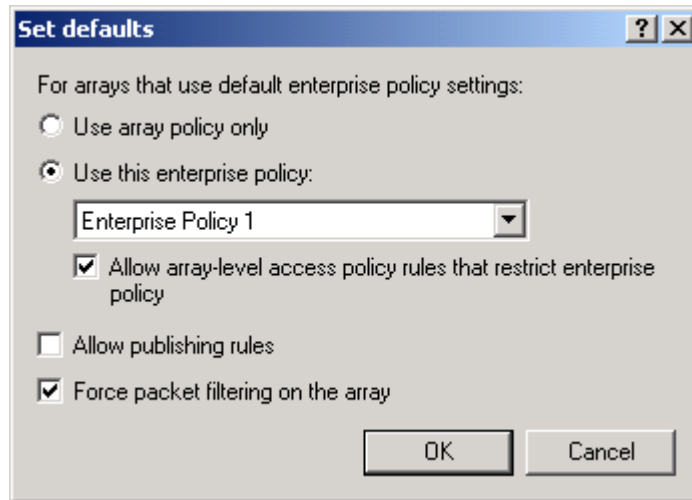 Set defaults
For arrays that use default enterprise policy settings:
Use array policy only
Use this enterprise policy:
Enterprise Policy 1
Allow array-level access policy rules that restrict enterprise
policy
Allow publishing rules
Force packet filtering on the array
OK Cancel